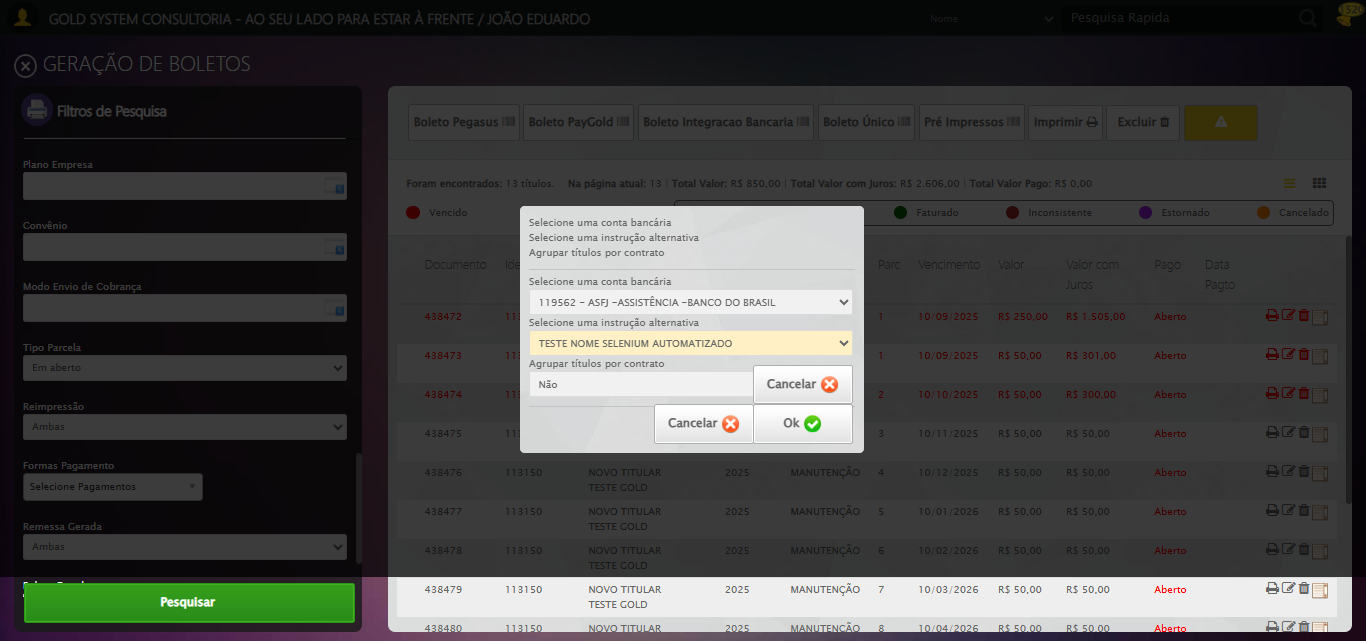 GOLD SYSTEM CONSULTORIA - AO SEU LADO PARA ESTAR À FRENTE / JOÃO EDUARDO
Nome
Pesquisa Rapida
GERAÇÃO DE BOLETOS
Filtros de Pesquisa
Plano Empresa
Convênio
Modo Envio de Cobrança
Tipo Parcela
Em aberto
Reimpressão
Ambas
Formas Pagamento
Selecione Pagamentos
Remessa Gerada
Ambas
Pesquisar
Boleto Pegasus
Boleto PayGold
Boleto Integracao Bancaria
Boleto Único
Pré Impressos
Imprimir
Excluir
Foram encontrados: 13 títulos. Na página atual: 13 | Total Valor: R$ 850,00 | Total Valor com Juros: R$ 2.606,00 | Total Valor Pago: R$ 0,00
Vencido
Faturado
Inconsistente
Estornado
Cancelado
Selecione uma conta bancária
Selecione uma instrução alternativa
Agrupar títulos por contrato
Selecione uma conta bancária
119562 - ASFJ -ASSISTÊNCIA -BANCO DO BRASIL
Selecione uma instrução alternativa
TESTE NOME SELENIUM AUTOMATIZADO
Agrupar títulos por contrato
Não
Cancelar
Cancelar
Ok
Documento Parc Vencimento Valor Valor com Juros Pago Data Pagto
438472 1 10/09/2025 R$ 250,00 R$ 1.505,00 Aberto
438473 1 10/09/2025 R$ 50,00 R$ 301,00 Aberto
438474 2 10/10/2025 R$ 50,00 R$ 300,00 Aberto
438475 3 10/11/2025 R$ 50,00 R$ 50,00 Aberto
438476 113150 NOVO TITULAR TESTE GOLD 2025 MANUTENÇÃO 4 10/12/2025 R$ 50,00 R$ 50,00 Aberto
438477 113150 NOVO TITULAR TESTE GOLD 2025 MANUTENÇÃO 5 10/01/2026 R$ 50,00 R$ 50,00 Aberto
438478 113150 NOVO TITULAR TESTE GOLD 2025 MANUTENÇÃO 6 10/02/2026 R$ 50,00 R$ 50,00 Aberto
438479 113150 NOVO TITULAR TESTE GOLD 2025 MANUTENÇÃO 7 10/03/2026 R$ 50,00 R$ 50,00 Aberto
438480 113150 NOVO TITULAR 2025 MANUTENÇÃO 8 10/04/2026 R$ 50,00 R$ 50,00 Aberto